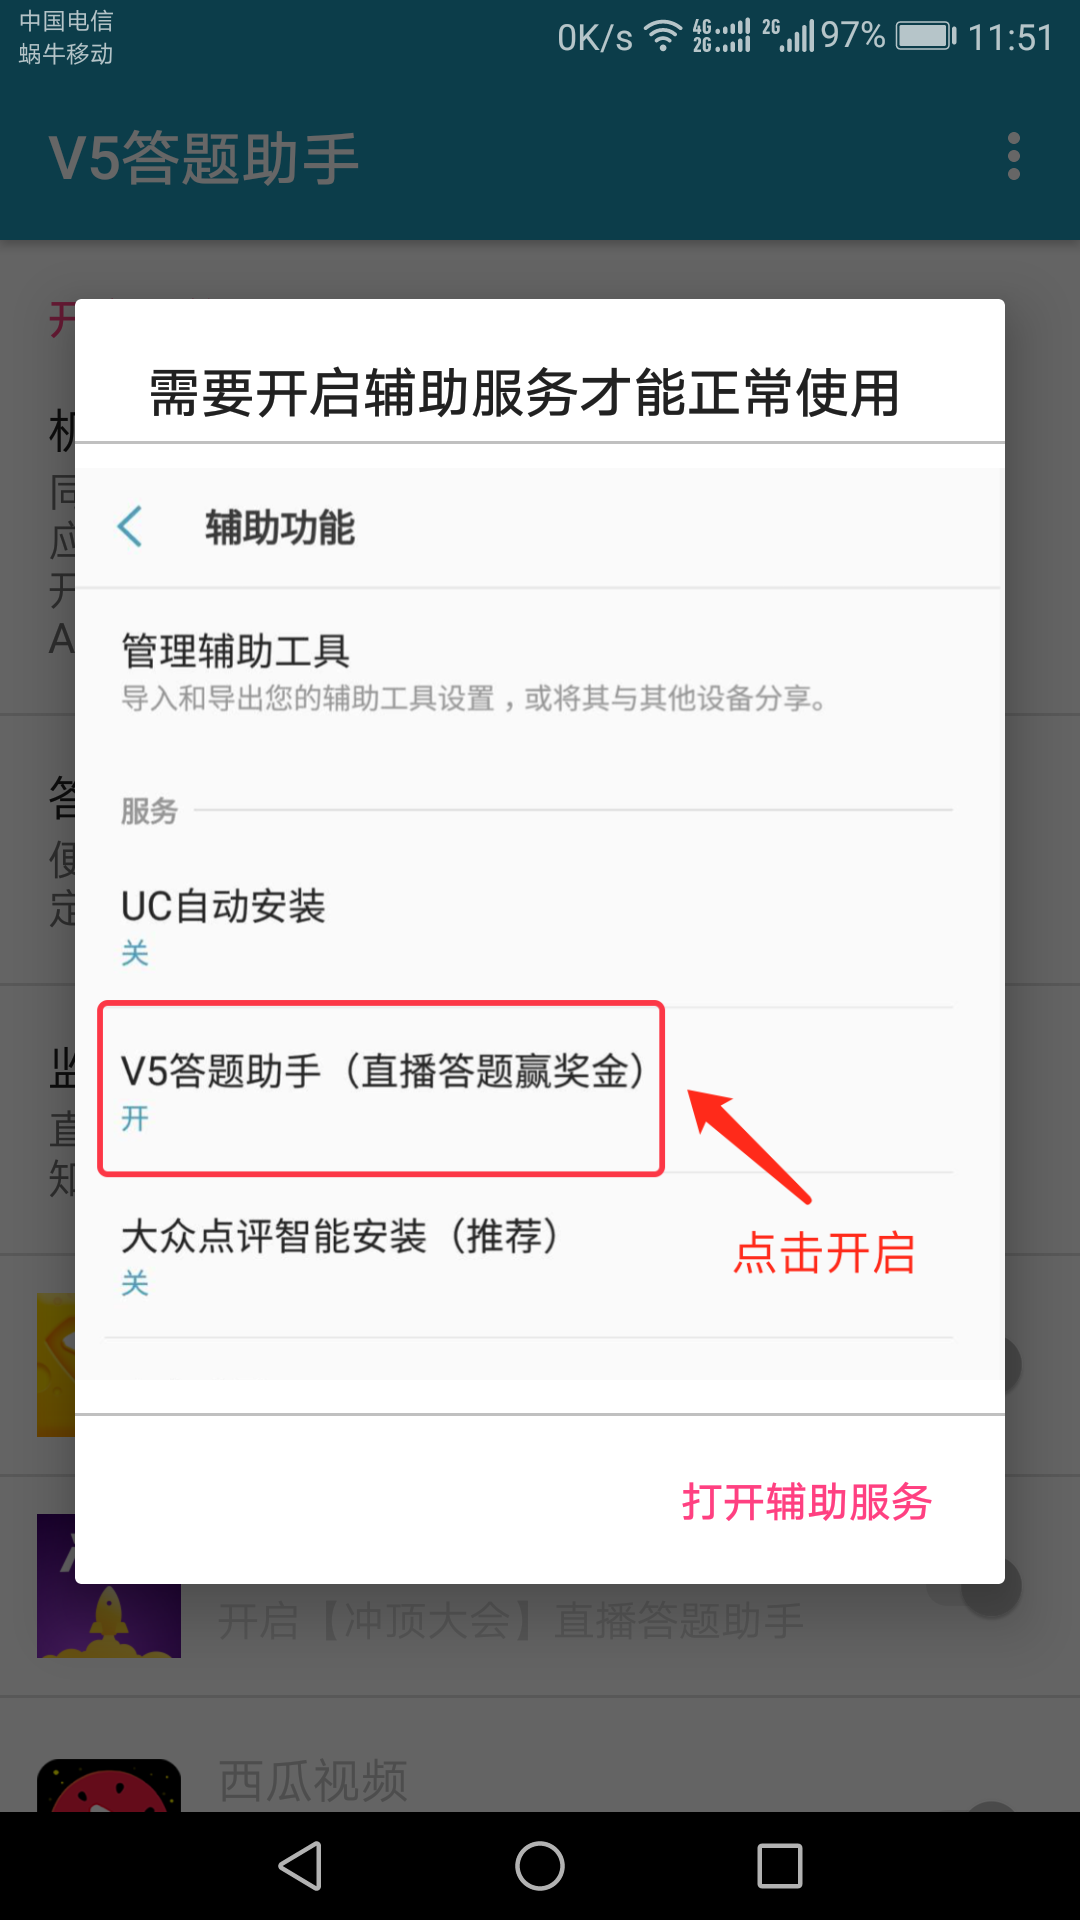 中国电信
蜗牛移动
0K/s 4G 2G 2G 97% 11:51
V5答题助手
需要开启辅助服务才能正常使用
辅助功能
管理辅助工具
导入和导出您的辅助工具设置，或将其与其他设备分享。
服务
UC自动安装
关
V5答题助手（直播答题赢奖金）
开
大众点评智能安装（推荐）
关
点击开启
打开辅助服务
开启【冲顶大会】直播答题助手
西瓜视频